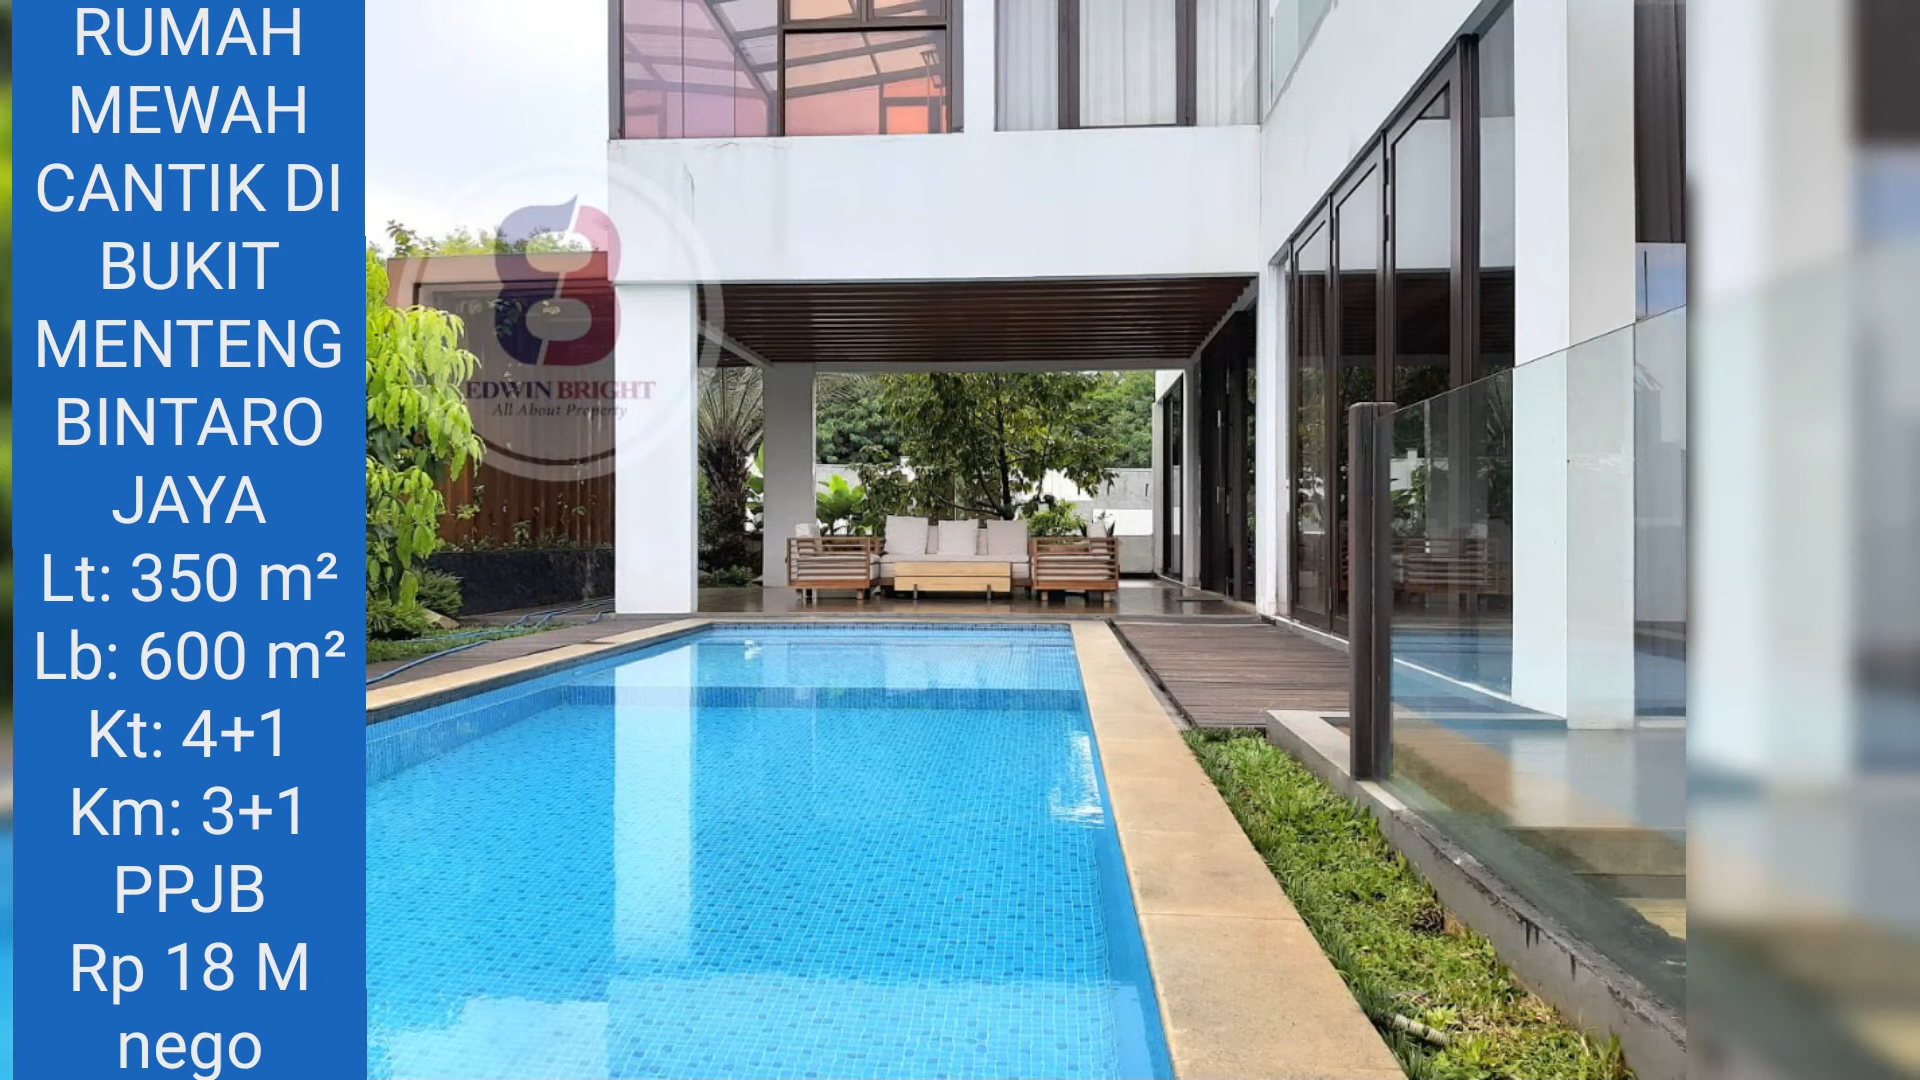 RUMAH
MEWAH
CANTIK DI
BUKIT
MENTENG
BINTARO
JAYA
Lt: 350 m²
Lb: 600 m²
Kt: 4+1
Km: 3+1
PPJB
Rp 18 M
nego
EDWIN BRIGHT
All About Property